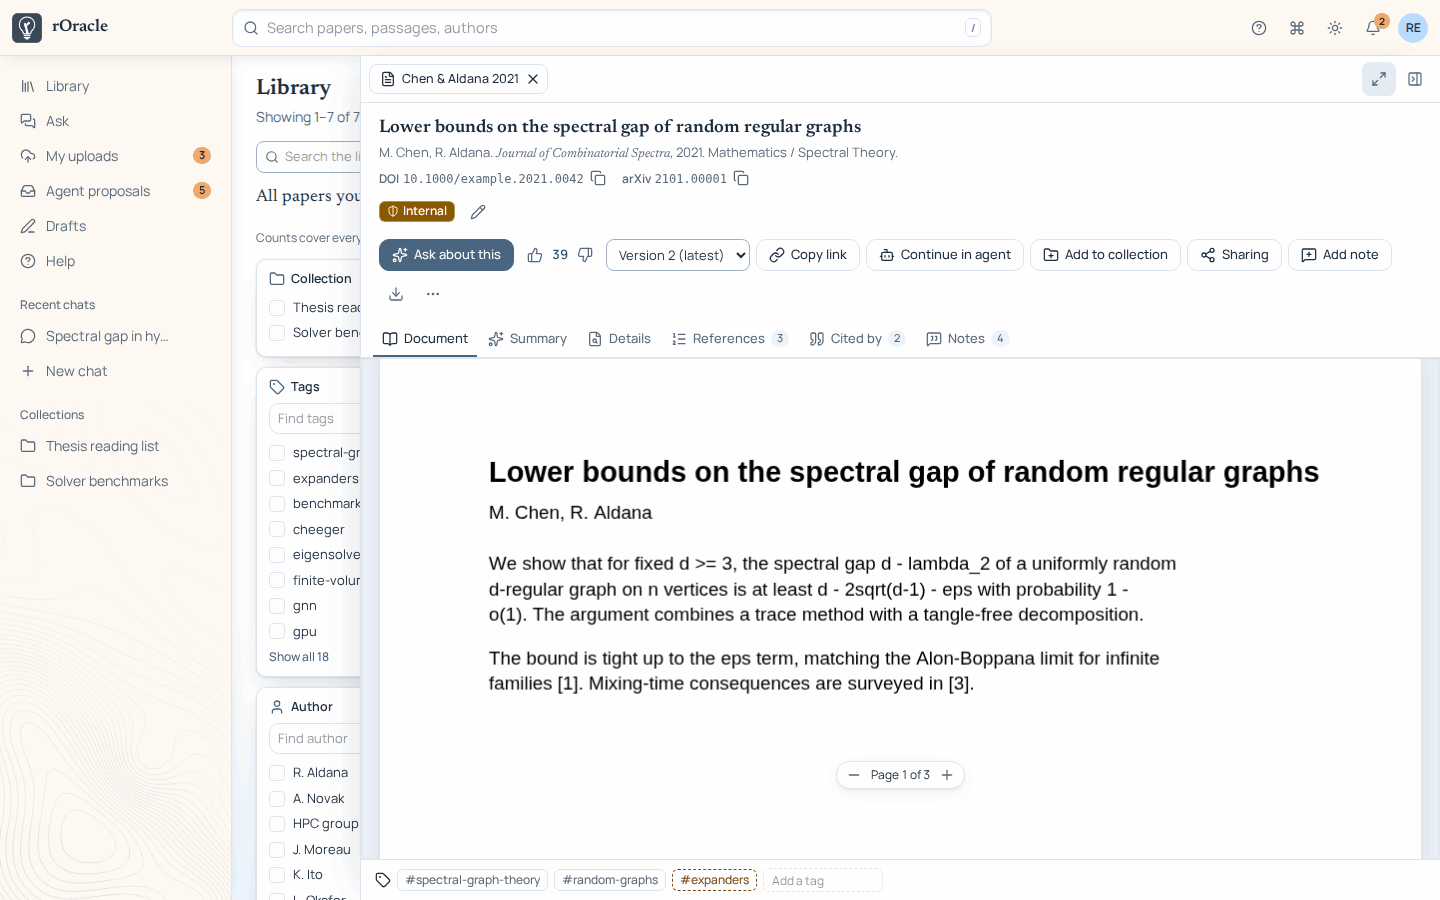 rOracle
Search papers, passages, authors
/
2
RE
Library
Ask
My uploads
3
Agent proposals
5
Drafts
Help
Recent chats
Spectral gap in hy...
New chat
Collections
Thesis reading list
Solver benchmarks
Library
Showing 1–7 of 7
Search the li
All papers you
Counts cover every
Collection
Thesis read
Solver ben
Tags
Find tags
spectral-gr
expanders
benchmark
cheeger
eigensolve
finite-volu
gnn
gpu
Show all 18
Author
Find author
R. Aldana
A. Novak
HPC group
J. Moreau
K. Ito
Chen & Aldana 2021
Lower bounds on the spectral gap of random regular graphs
M. Chen, R. Aldana. Journal of Combinatorial Spectra, 2021. Mathematics / Spectral Theory.
DOI 10.1000/example.2021.0042 arXiv 2101.00001
Internal
Ask about this
39
Version 2 (latest)
Copy link
Continue in agent
Add to collection
Sharing
Add note
Document
Summary
Details
References 3
Cited by 2
Notes 4
Lower bounds on the spectral gap of random regular graphs
M. Chen, R. Aldana
We show that for fixed d >= 3, the spectral gap d - lambda_2 of a uniformly random
d-regular graph on n vertices is at least d - 2sqrt(d-1) - eps with probability 1 -
o(1). The argument combines a trace method with a tangle-free decomposition.
The bound is tight up to the eps term, matching the Alon-Boppana limit for infinite
families [1]. Mixing-time consequences are surveyed in [3].
Page 1 of 3
#spectral-graph-theory
#random-graphs
#expanders
Add a tag